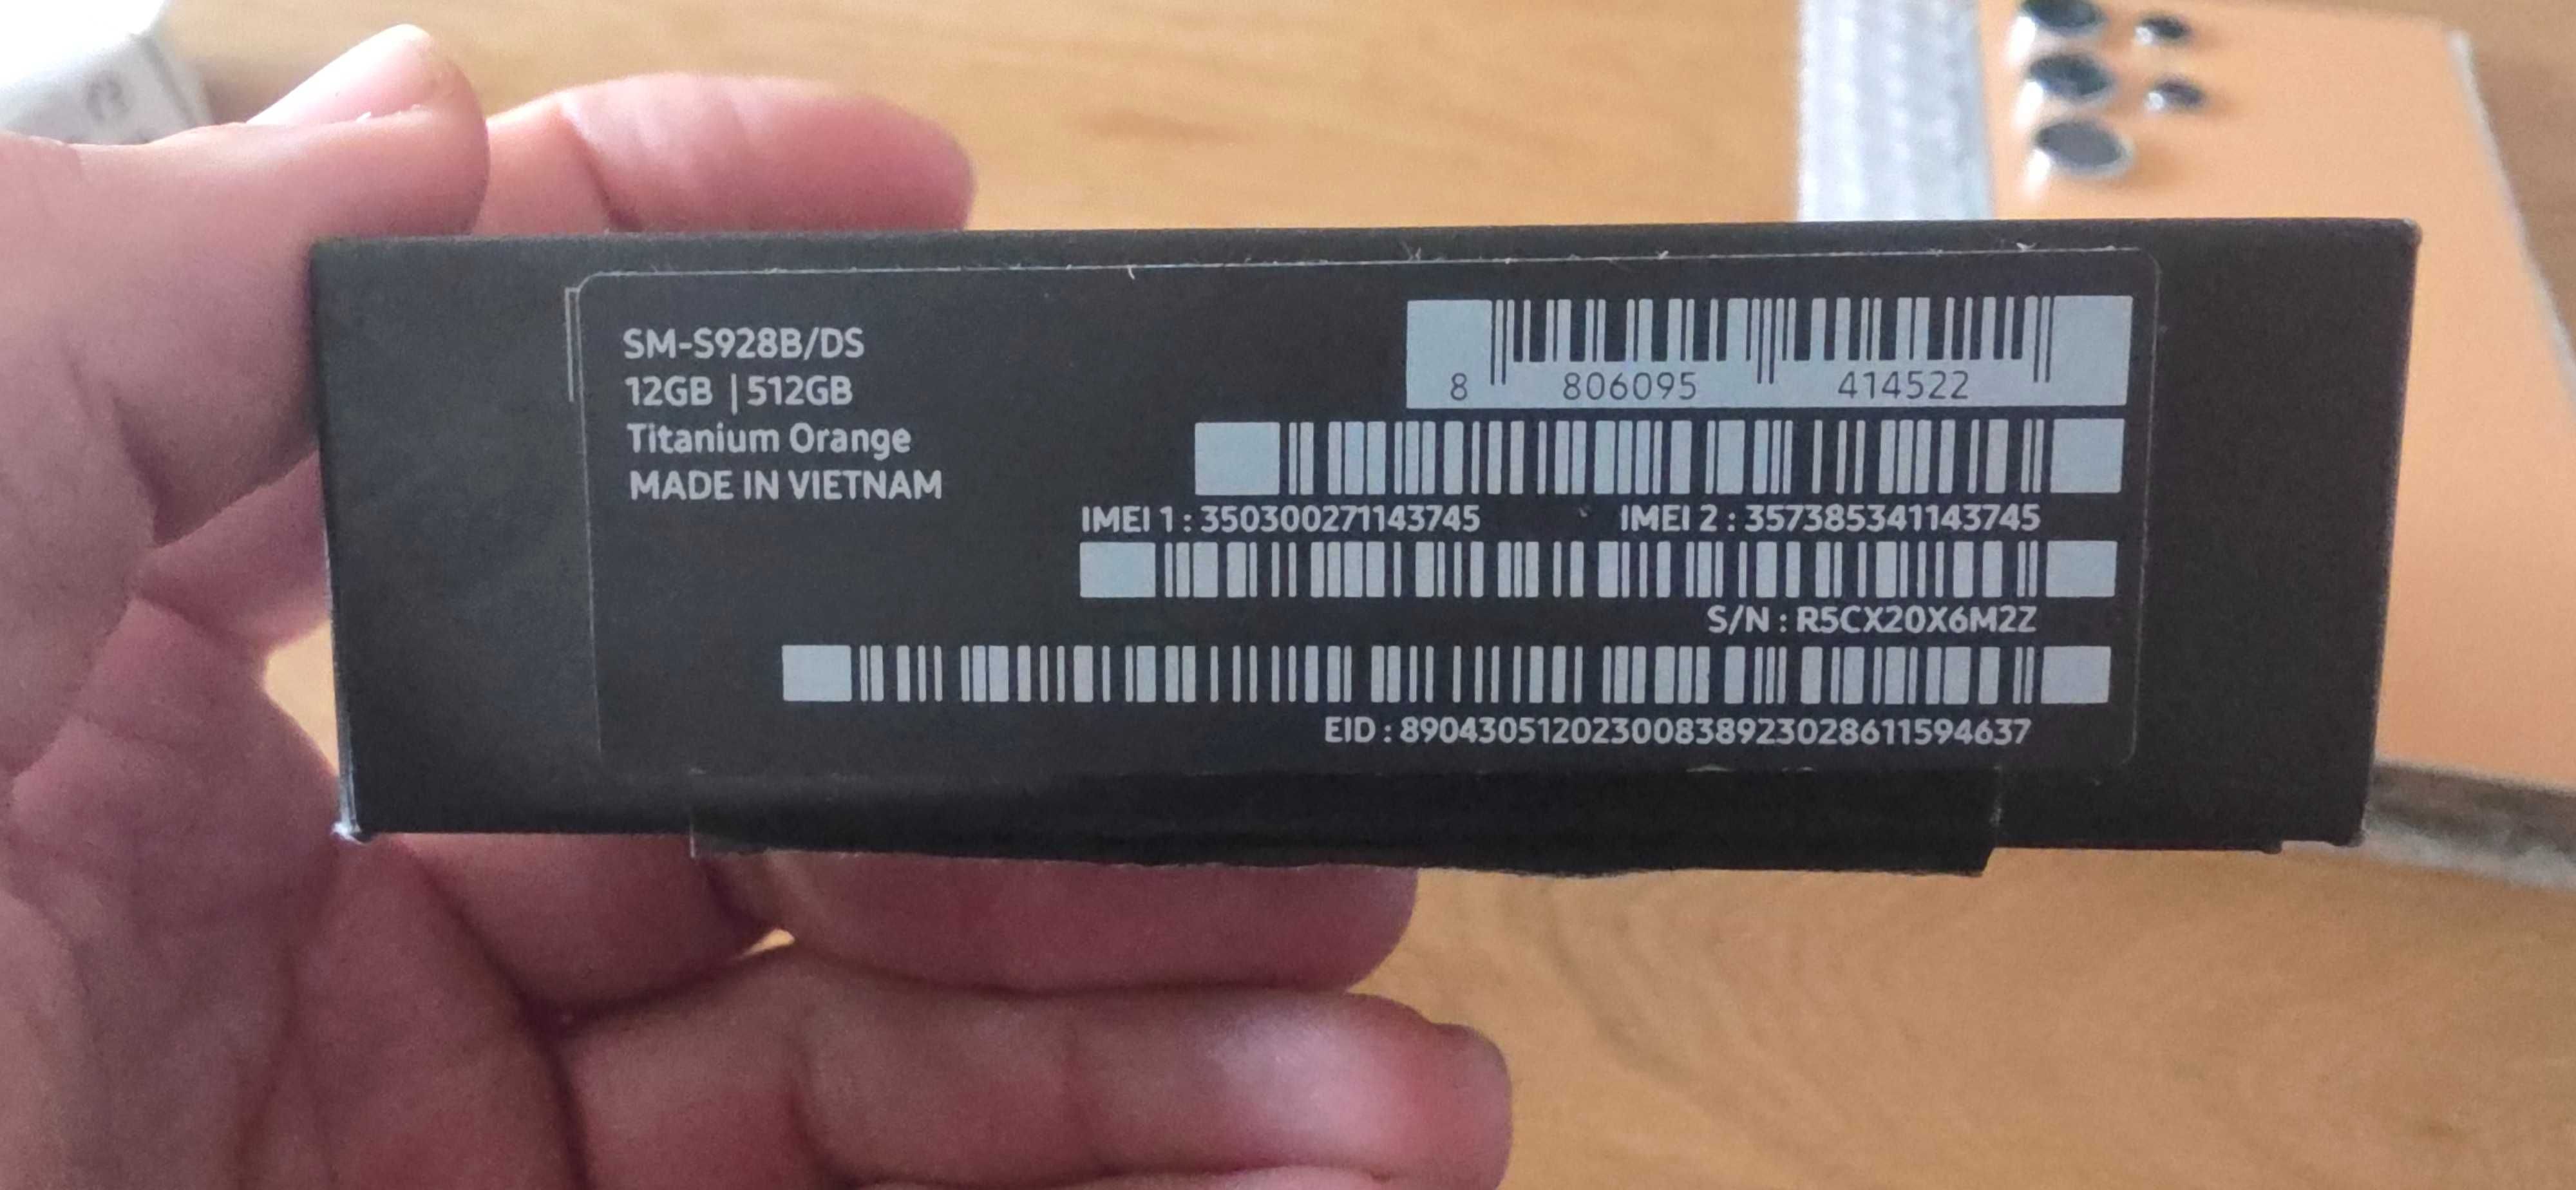 SM-S928B/DS
12GB | 512GB
Titanium Orange
MADE IN VIETNAM
8 806095 414522
IMEI 1 : 350300271143745 IMEI 2 : 357385341143745
S/N : R5CX20X6M2Z
EID : 89043051202300838923028611594637